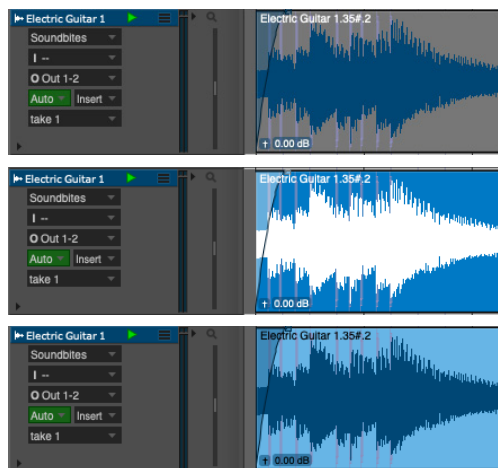 Electric Guitar 1
Soundbites
I --
O Out 1-2
Auto Insert
take 1
Electric Guitar 1.35#.2
† 0.00 dB
Electric Guitar 1
Soundbites
I --
O Out 1-2
Auto Insert
take 1
Electric Guitar 1.35#.2
† 0.00 dB
Electric Guitar 1
Soundbites
I --
O Out 1-2
Auto Insert
take 1
Electric Guitar 1.35#.2
† 0.00 dB